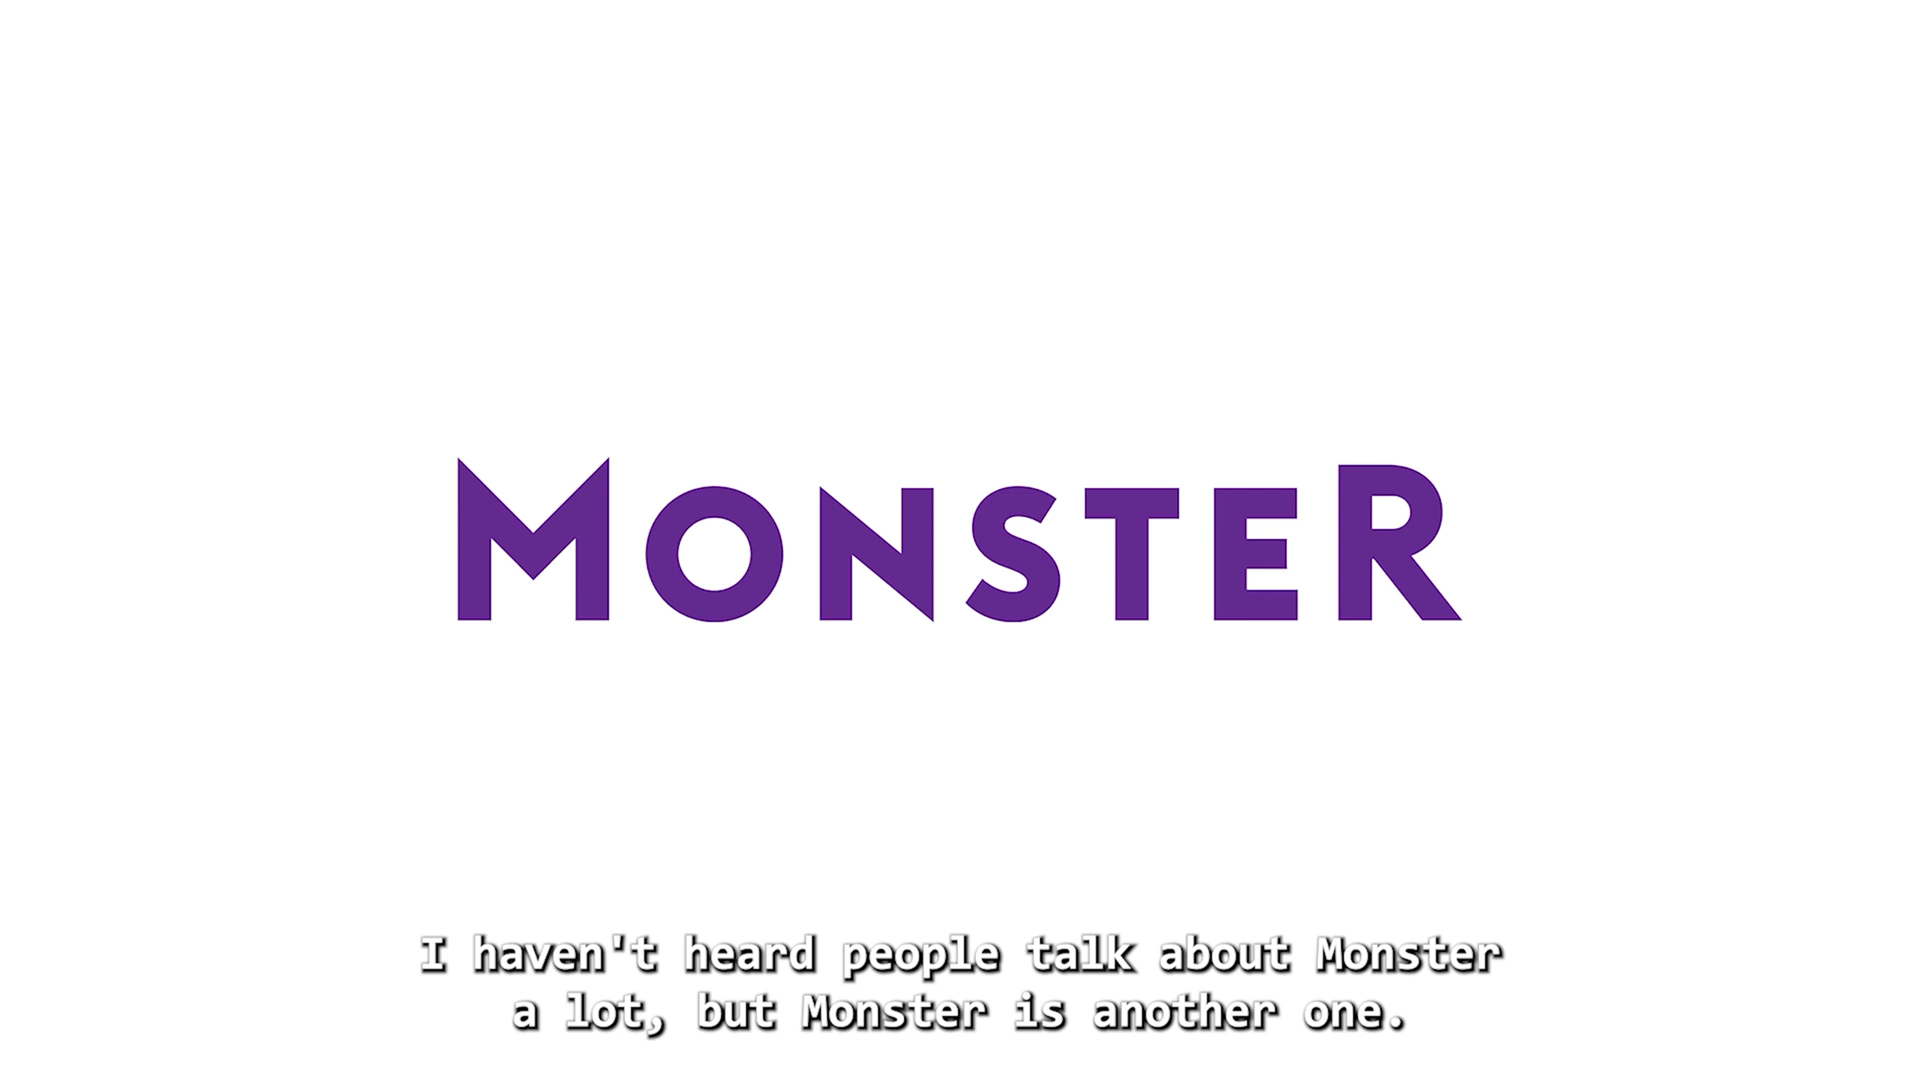 MONSTER
I haven't heard people talk about Monster
a lot, but Monster is another one.